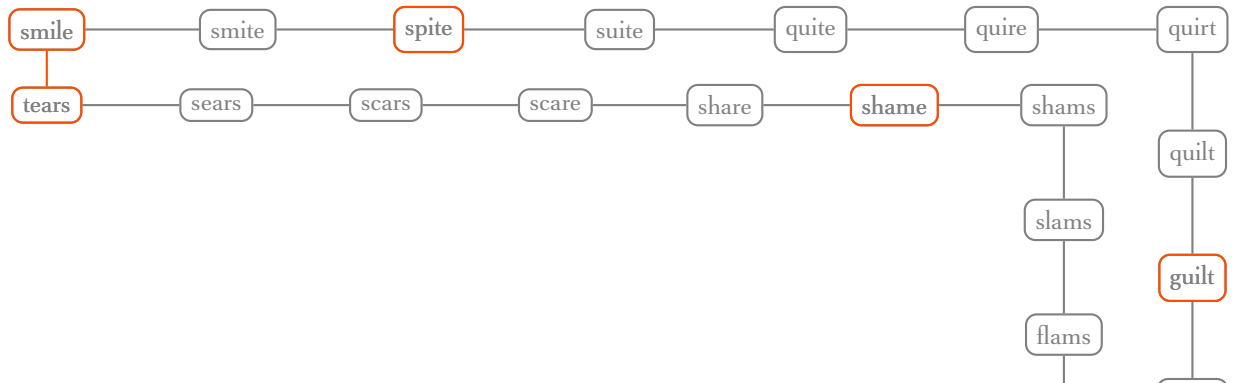 smile smite spite suite quite quire quirt
tears sears scars scare share shame shams
quilt
slams
guilt
flams